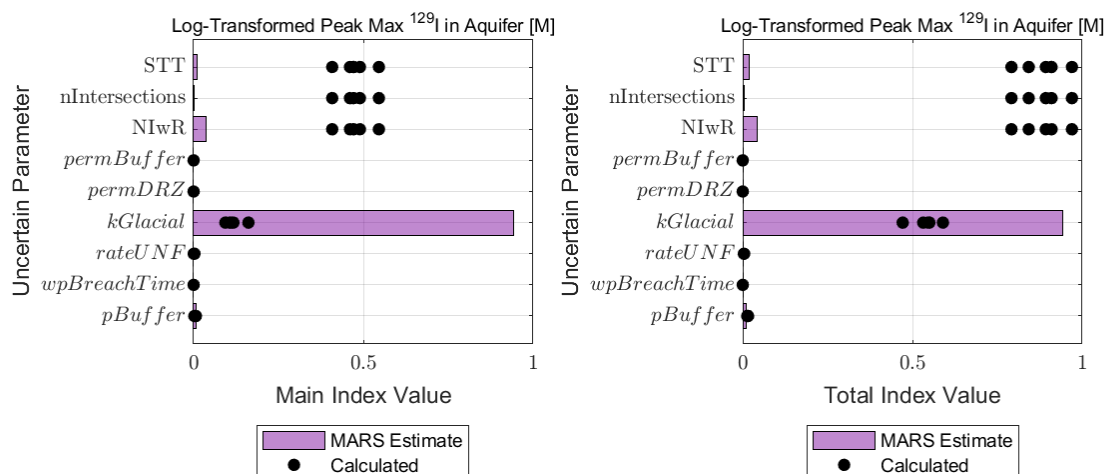 Log-Transformed Peak Max ¹²⁹I in Aquifer [M]
Uncertain Parameter
STT
nIntersections
NIwR
permBuffer
permDRZ
kGlacial
rateUNF
wpBreachTime
pBuffer
0 0.5 1
Main Index Value
MARS Estimate
Calculated
Log-Transformed Peak Max ¹²⁹I in Aquifer [M]
Uncertain Parameter
STT
nIntersections
NIwR
permBuffer
permDRZ
kGlacial
rateUNF
wpBreachTime
pBuffer
0 0.5 1
Total Index Value
MARS Estimate
Calculated